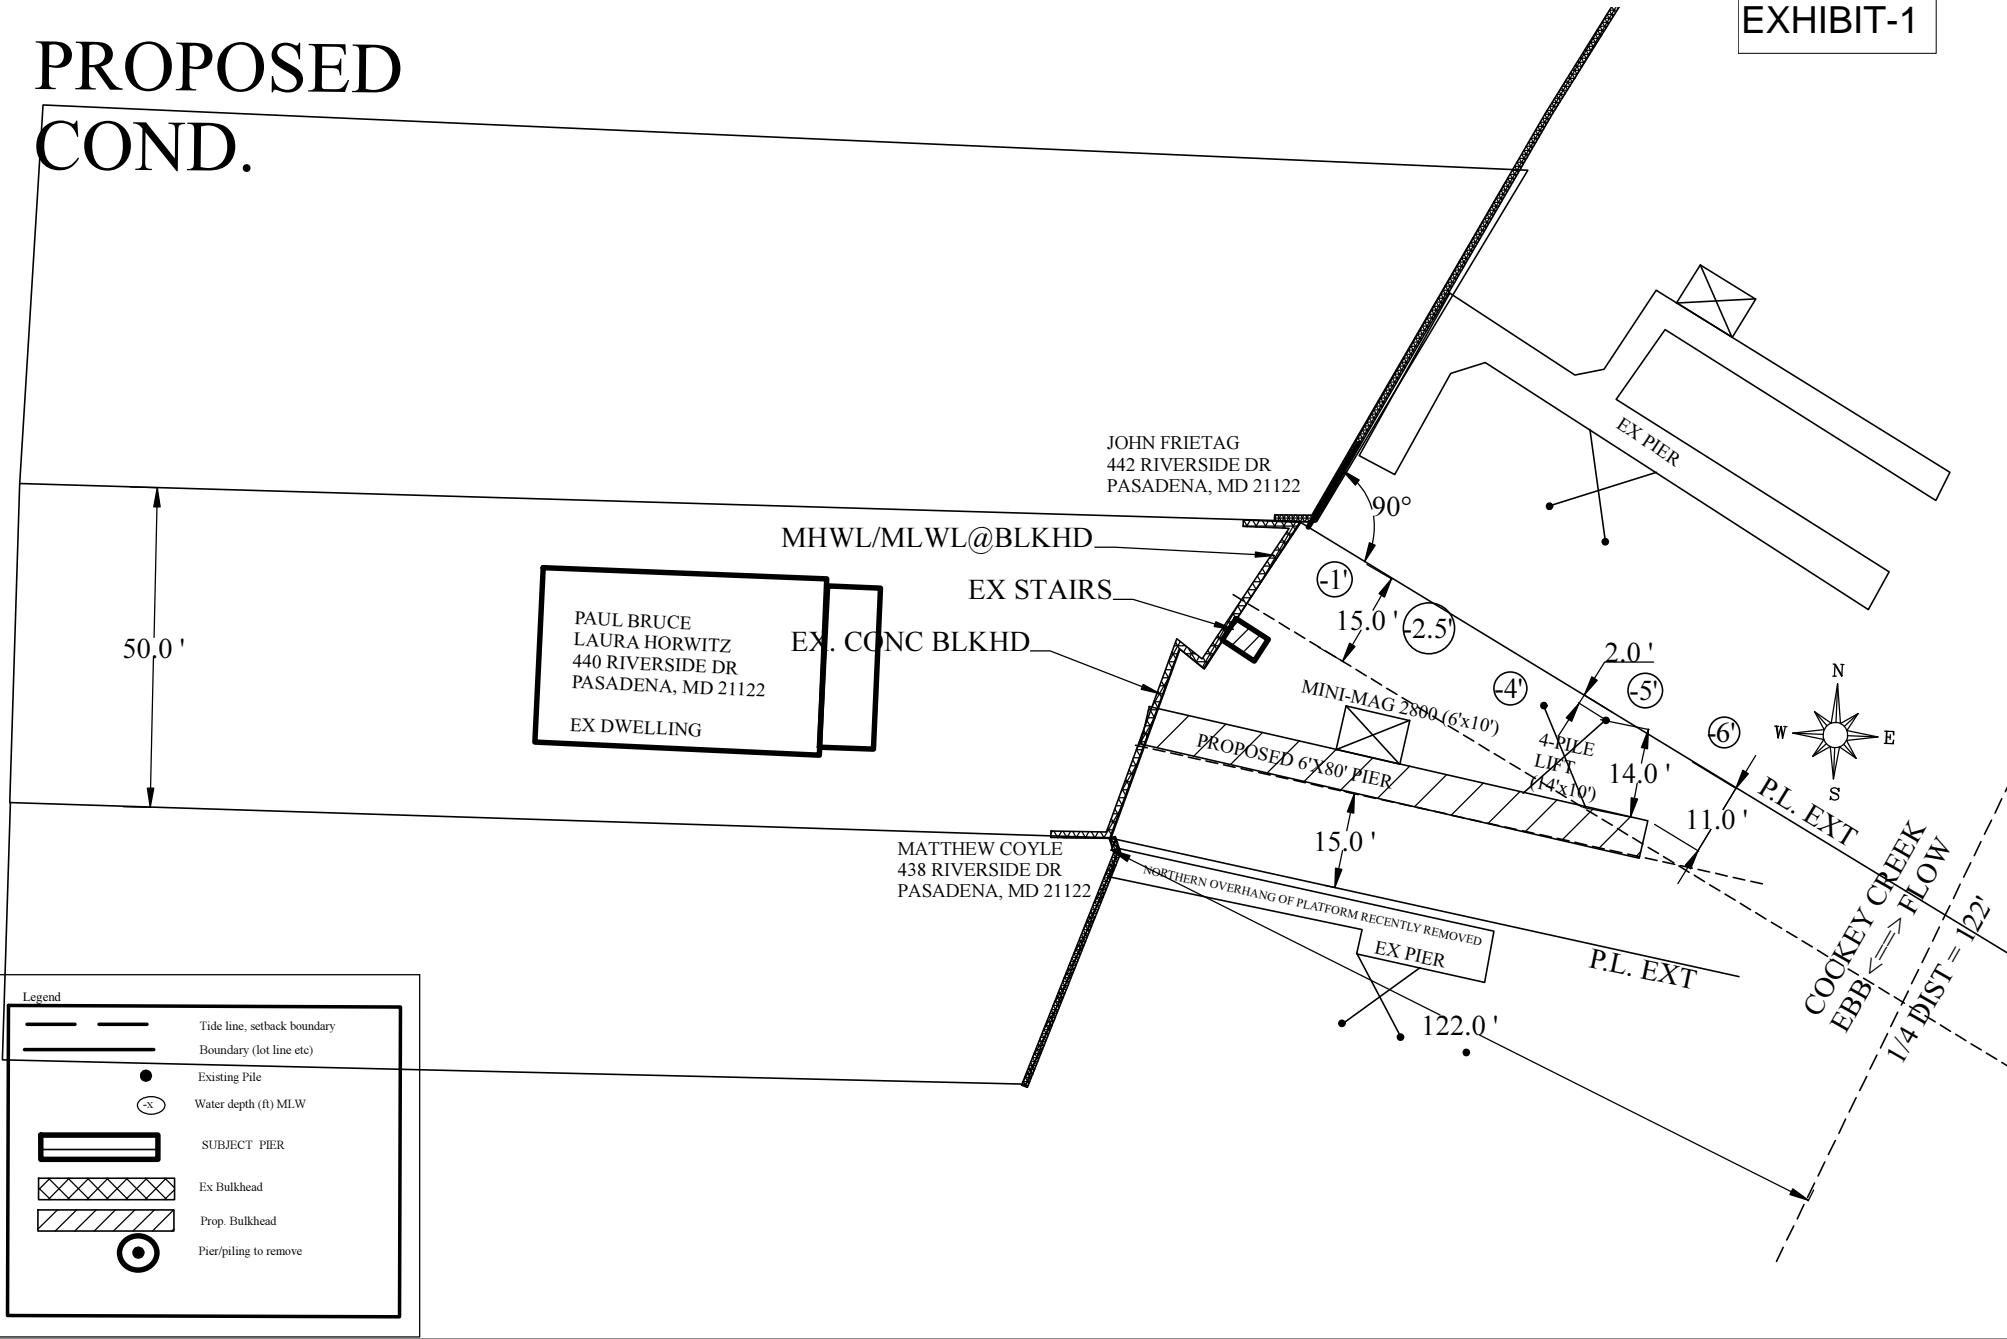 EXHIBIT-1
PROPOSED
COND.
JOHN FRIETAG
442 RIVERSIDE DR
PASADENA, MD 21122
EX PIER
90°
MHWL/MLWL@BLKHD
EX STAIRS
EX. CONC BLKHD
50.0 '
PAUL BRUCE
LAURA HORWITZ
440 RIVERSIDE DR
PASADENA, MD 21122
EX DWELLING
-1'
15.0 '
-2.5'
2.0 '
-4'
-5'
-6'
MINI-MAG 2800 (6'x10')
PROPOSED 6'X80' PIER
4-PILE
LIFT
(14'x10')
14.0 '
11.0 '
P.L. EXT
N
W
E
S
15.0 '
MATTHEW COYLE
438 RIVERSIDE DR
PASADENA, MD 21122
NORTHERN OVERHANG OF PLATFORM RECENTLY REMOVED
EX PIER
P.L. EXT
COOKEY CREEK
EBB <==> FLOW
1/4 DIST = 122'
122.0 '
Legend
Tide line, setback boundary
Boundary (lot line etc)
Existing Pile
-x
Water depth (ft) MLW
SUBJECT PIER
Ex Bulkhead
Prop. Bulkhead
Pier/piling to remove